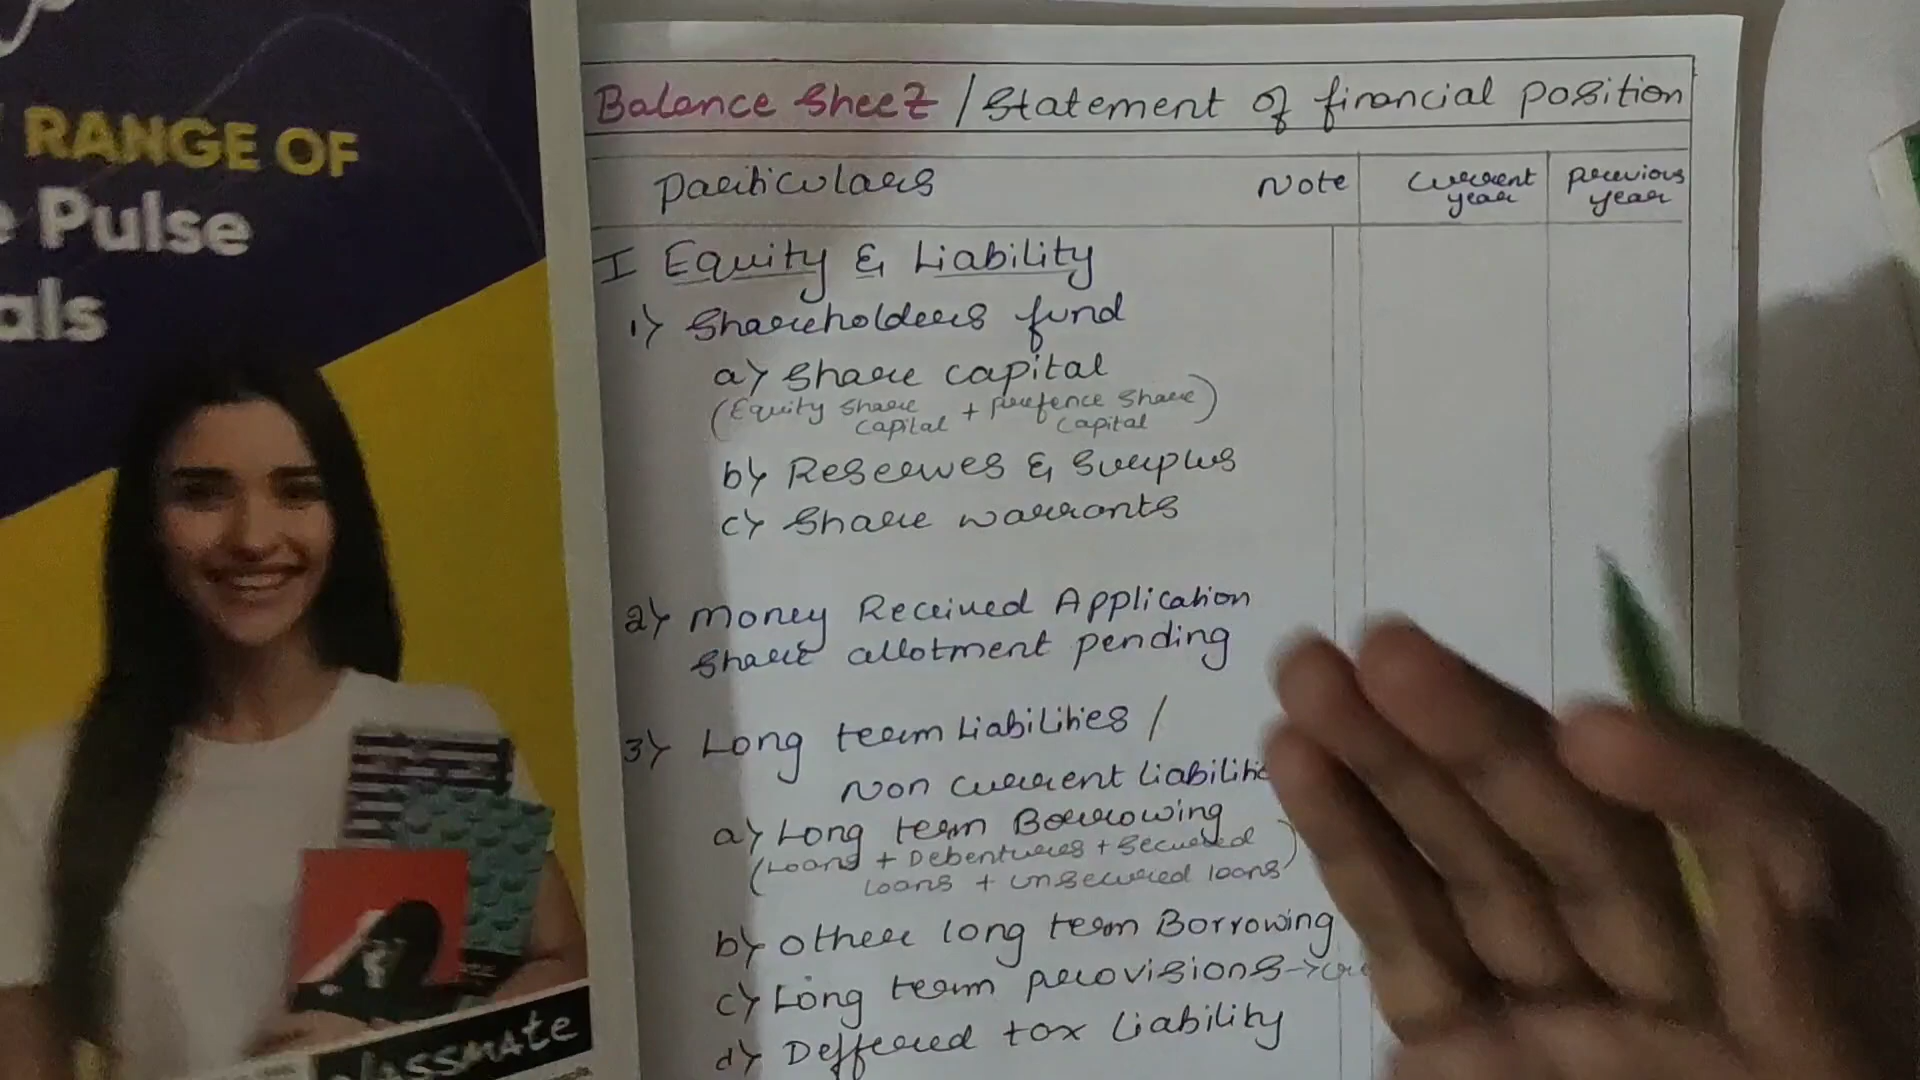 RANGE OF
Pulse
als
Balance Sheet / Statement of financial position
Particulars Note Current year Previous year
I Equity & Liability
1) Shareholders fund
a) Share capital
(Equity Share capital + prefence Share capital)
b) Reserves & Surplus
c) Share warrants
2) Money Received Application
Share allotment pending
3) Long term Liabilities /
Non Current Liabilitie
a) Long term Borrowing
(Loans + Debentures + Secured
loans + unsecured loans)
b) Other long term Borrowing
c) Long term provisions →
d) Deffered tax Liability
classmate